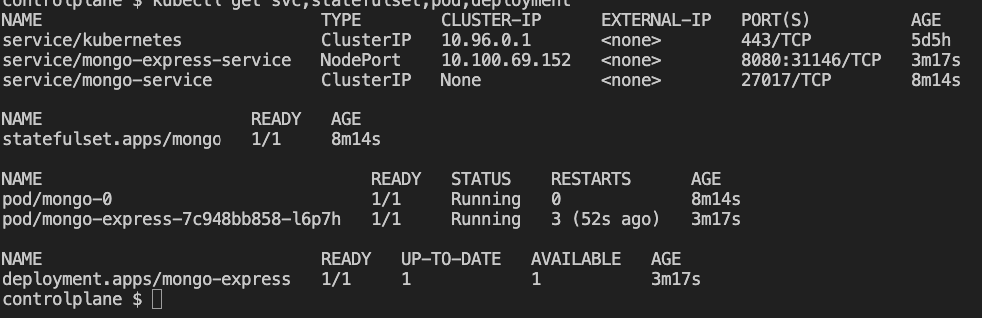 controlplane $ kubectl get svc,statefulset,pod,deployment
NAME TYPE CLUSTER-IP EXTERNAL-IP PORT(S) AGE
service/kubernetes ClusterIP 10.96.0.1 <none> 443/TCP 5d5h
service/mongo-express-service NodePort 10.100.69.152 <none> 8080:31146/TCP 3m17s
service/mongo-service ClusterIP None <none> 27017/TCP 8m14s
NAME READY AGE
statefulset.apps/mongo 1/1 8m14s
NAME READY STATUS RESTARTS AGE
pod/mongo-0 1/1 Running 0 8m14s
pod/mongo-express-7c948bb858-l6p7h 1/1 Running 3 (52s ago) 3m17s
NAME READY UP-TO-DATE AVAILABLE AGE
deployment.apps/mongo-express 1/1 1 1 3m17s
controlplane $